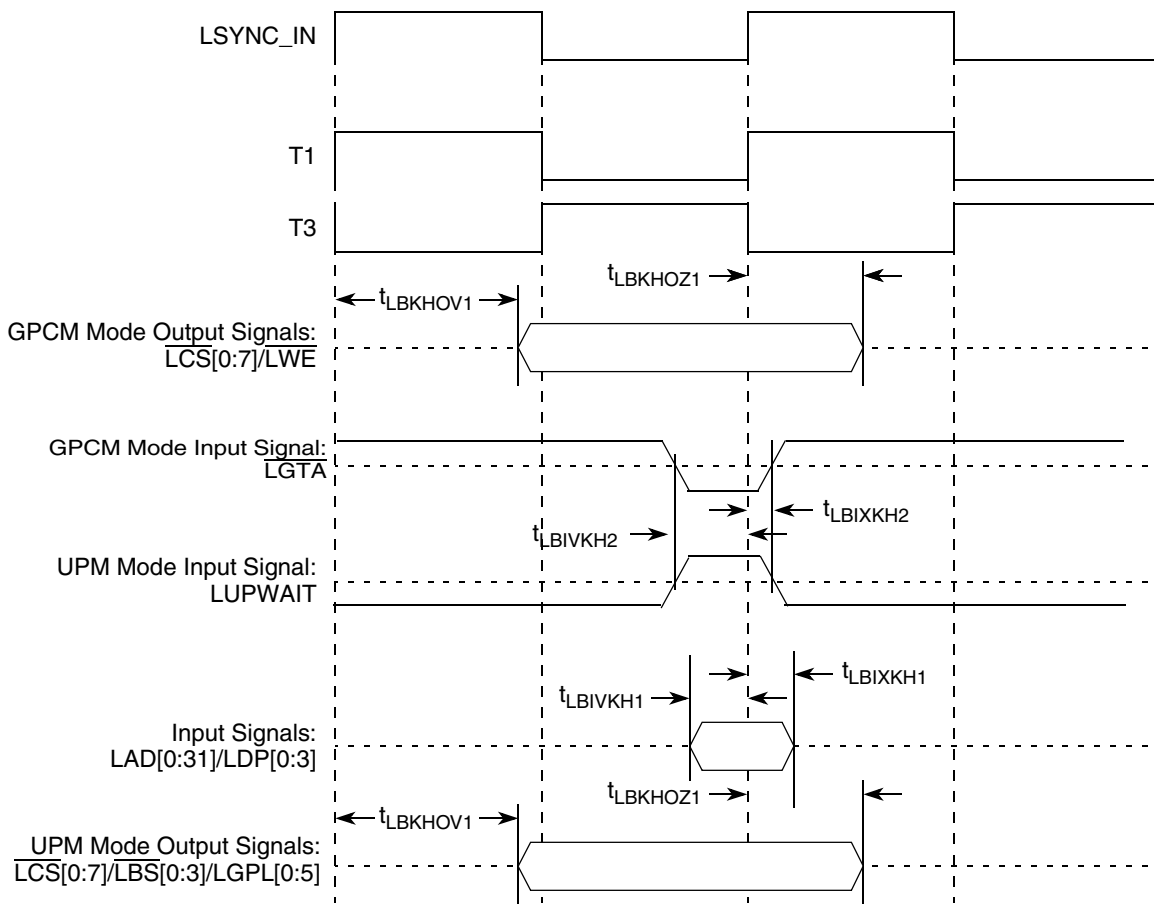 LSYNC_IN
T1
T3
tLBKHOZ1
tLBKHOV1
GPCM Mode Output Signals:
LCS[0:7]/LWE
GPCM Mode Input Signal:
LGTA
tLBIXKH2
tLBIVKH2
UPM Mode Input Signal:
LUPWAIT
tLBIXKH1
tLBIVKH1
Input Signals:
LAD[0:31]/LDP[0:3]
tLBKHOZ1
tLBKHOV1
UPM Mode Output Signals:
LCS[0:7]/LBS[0:3]/LGPL[0:5]